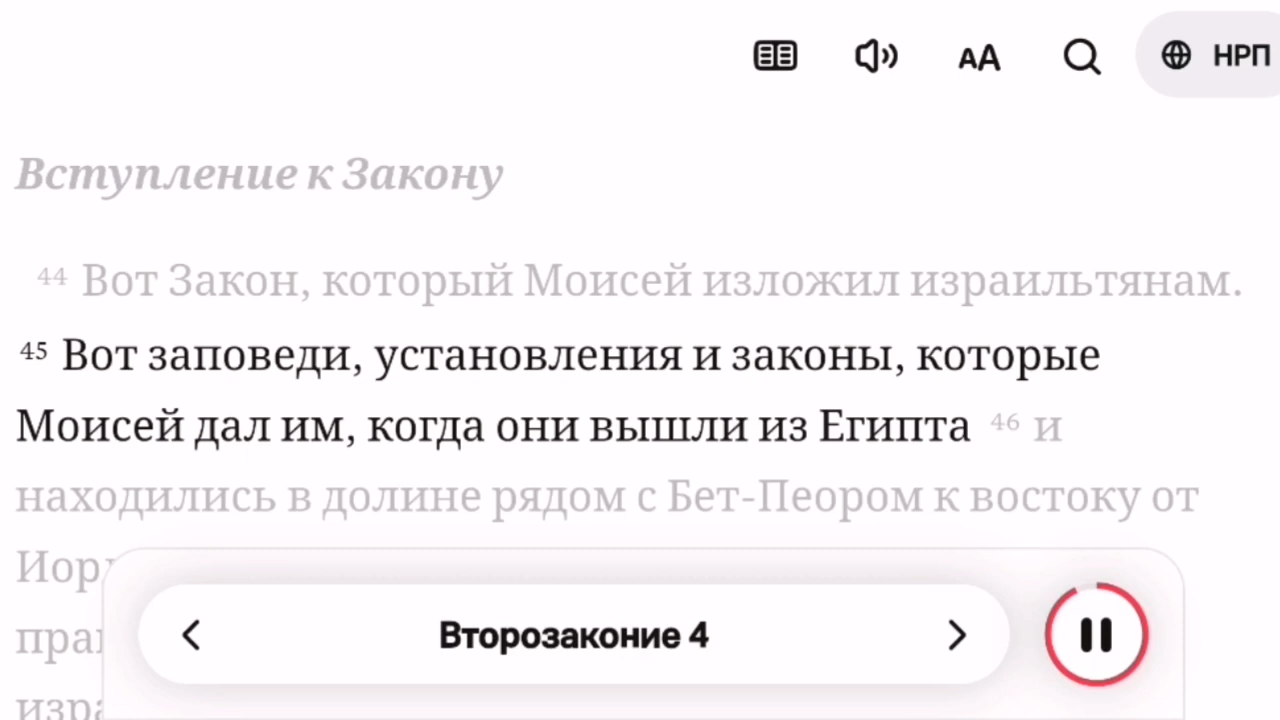 аА
НРП
Вступление к Закону
44 Вот Закон, который Моисей изложил израильтянам.
45 Вот заповеди, установления и законы, которые
Моисей дал им, когда они вышли из Египта 46 и
находились в долине рядом с Бет-Пеором к востоку от
Второзаконие 4